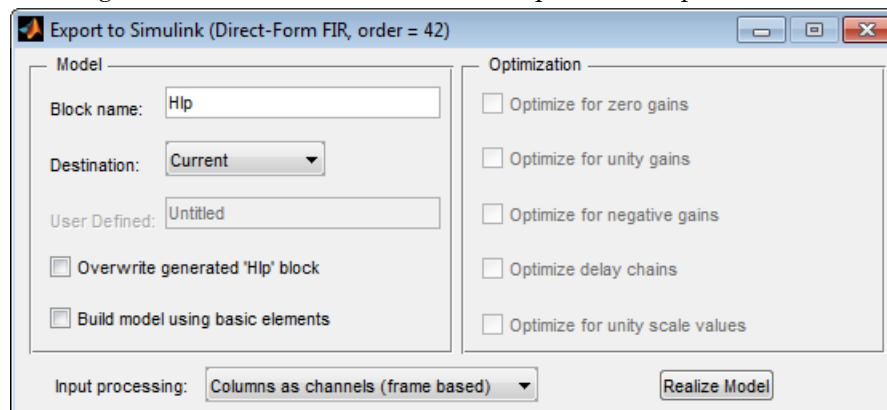 Export to Simulink (Direct-Form FIR, order = 42)
Model
Block name: Hlp
Destination: Current
User Defined: Untitled
Overwrite generated 'Hlp' block
Build model using basic elements
Optimization
Optimize for zero gains
Optimize for unity gains
Optimize for negative gains
Optimize delay chains
Optimize for unity scale values
Input processing: Columns as channels (frame based)
Realize Model